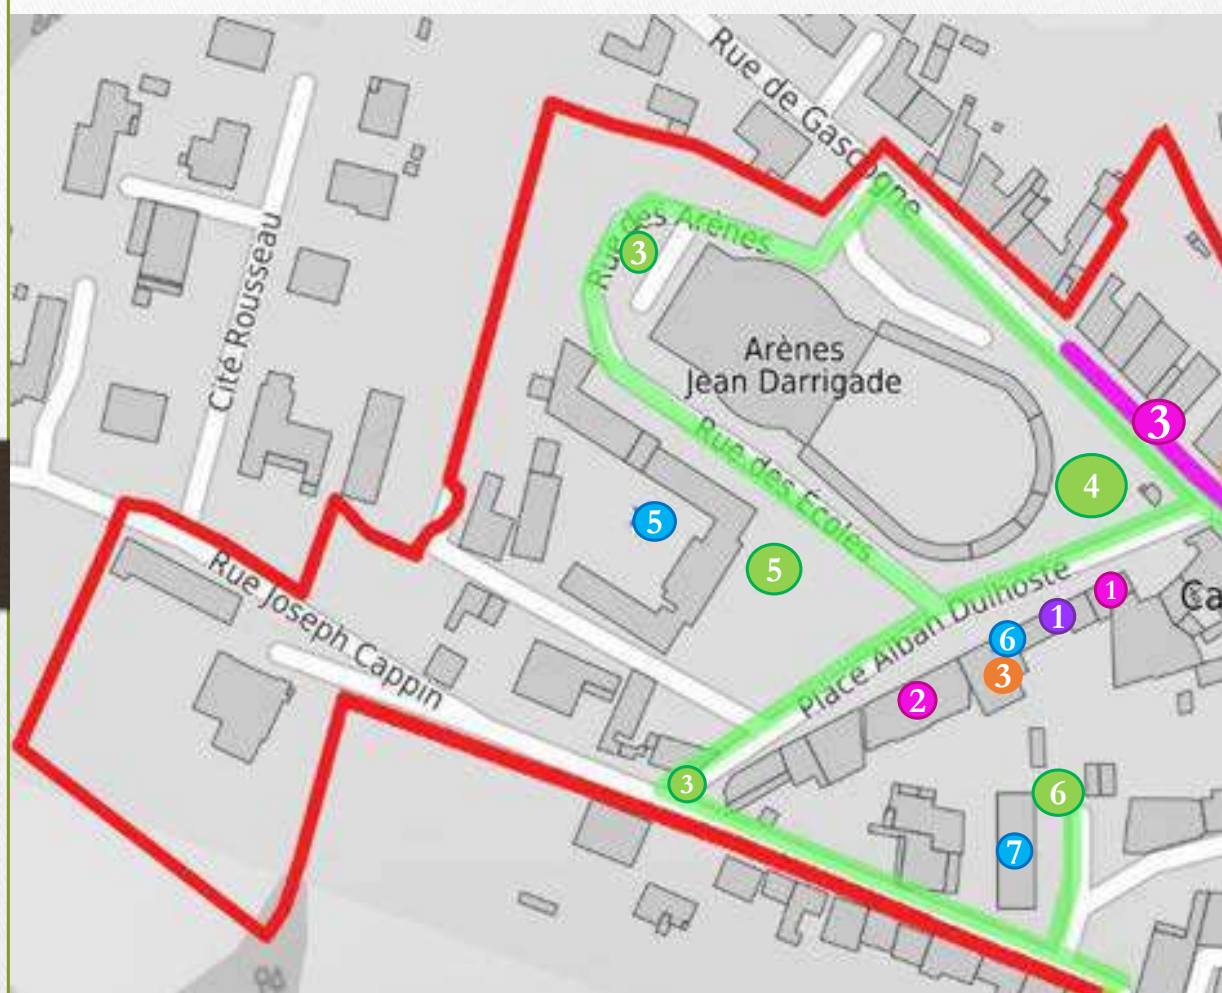 Rue de Gascogne
Rue des Arènes
3
Cité Rousseau
Arènes
Jean Darrigade
3
Rue des Écoles
4
5
5
Rue Joseph Cappin
Place Alban Dulhoste
1
1
6
3
2
Ca
3
6
7